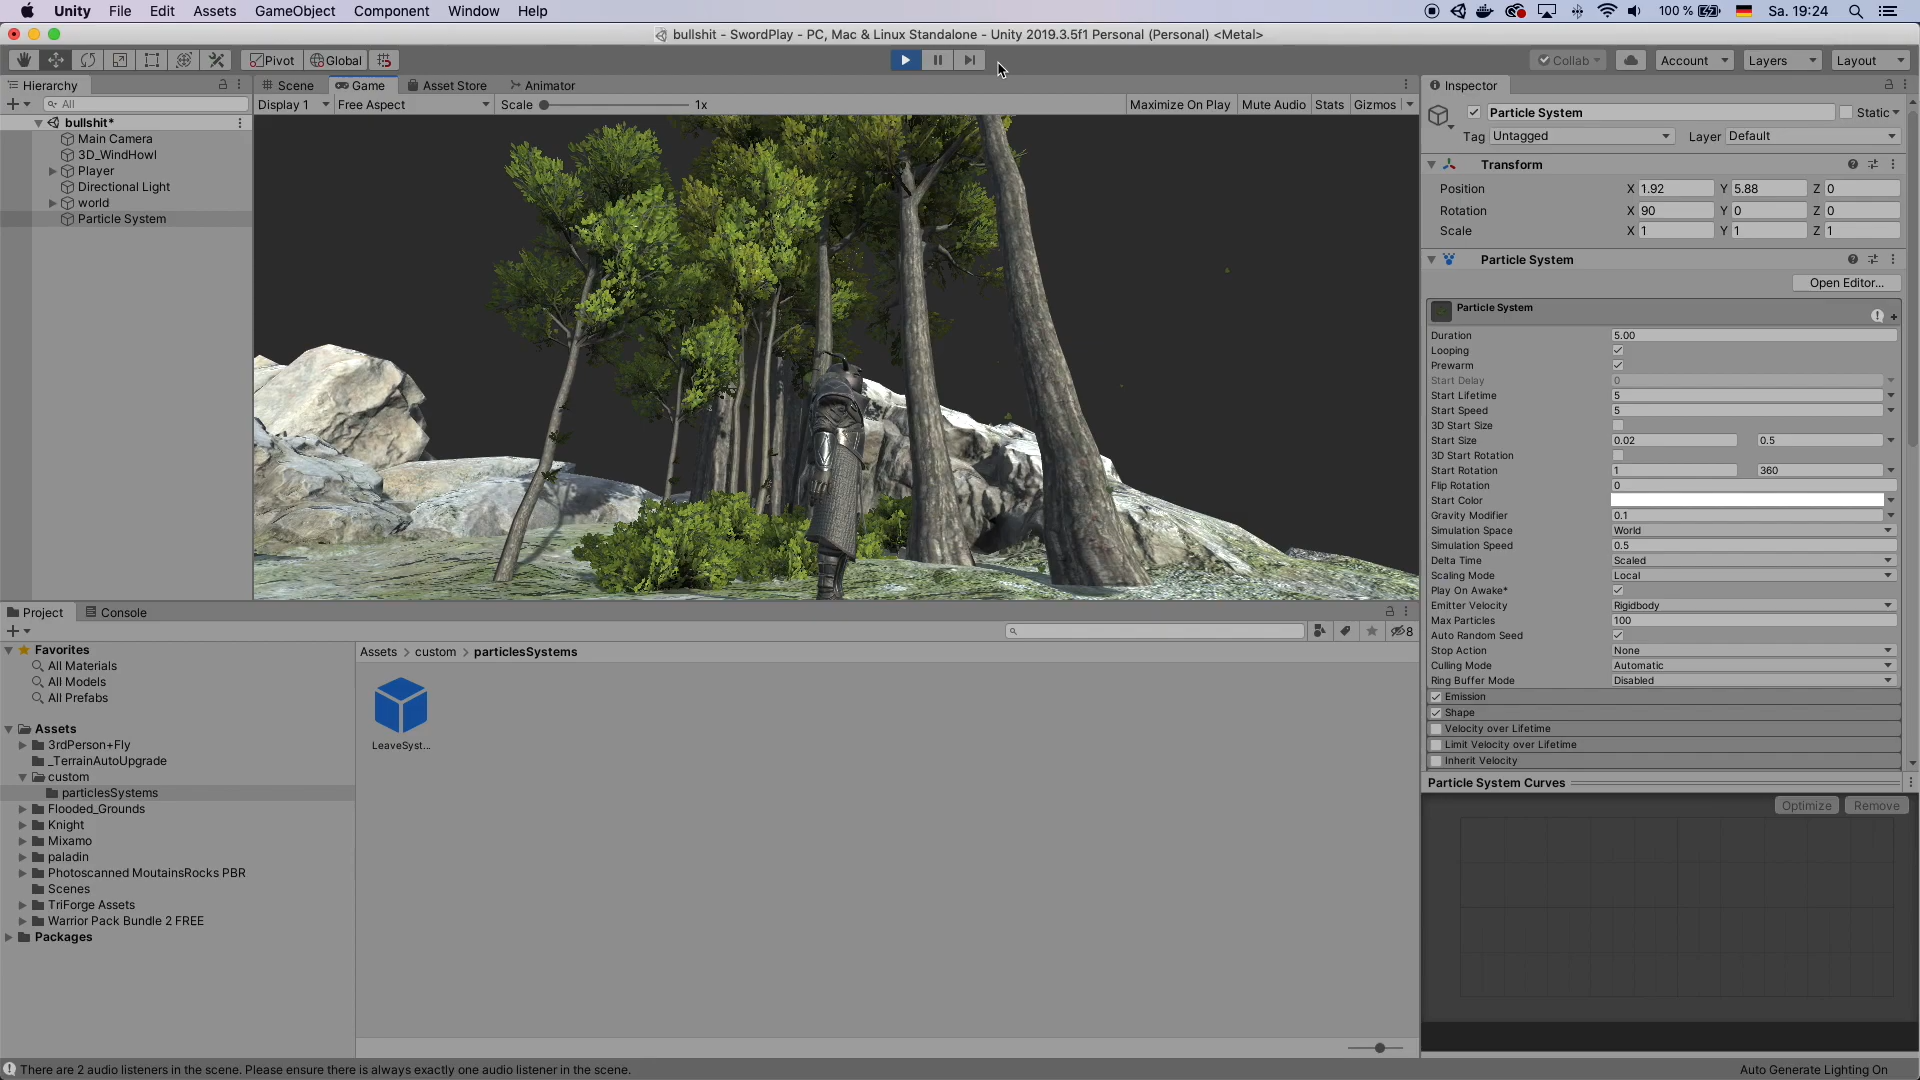 Unity File Edit Assets GameObject Component Window Help
100 % Sa. 19:24
bullshit - SwordPlay - PC, Mac & Linux Standalone - Unity 2019.3.5f1 Personal (Personal) <Metal>
Pivot Global Collab Account Layers Layout
Hierarchy
All
bullshit*
Main Camera
3D_WindHowl
Player
Directional Light
world
Particle System
Scene Game Asset Store Animator
Display 1 Free Aspect Scale 1x Maximize On Play Mute Audio Stats Gizmos
Inspector
Particle System Static
Tag Untagged Layer Default
Transform
Position X 1.92 Y 5.88 Z 0
Rotation X 90 Y 0 Z 0
Scale X 1 Y 1 Z 1
Particle System
Open Editor...
Particle System
Duration 5.00
Looping
Prewarm
Start Delay 0
Start Lifetime 5
Start Speed 5
3D Start Size
Start Size 0.02 0.5
3D Start Rotation
Start Rotation 1 360
Flip Rotation 0
Start Color
Gravity Modifier 0.1
Simulation Space World
Simulation Speed 0.5
Delta Time Scaled
Scaling Mode Local
Play On Awake*
Emitter Velocity Rigidbody
Max Particles 100
Auto Random Seed
Stop Action None
Culling Mode Automatic
Ring Buffer Mode Disabled
Emission
Shape
Velocity over Lifetime
Limit Velocity over Lifetime
Inherit Velocity
Particle System Curves
Optimize Remove
Project Console
8
Favorites
All Materials
All Models
All Prefabs
Assets
3rdPerson+Fly
_TerrainAutoUpgrade
custom
particlesSystems
Flooded_Grounds
Knight
Mixamo
paladin
Photoscanned MoutainsRocks PBR
Scenes
TriForge Assets
Warrior Pack Bundle 2 FREE
Packages
Assets > custom > particlesSystems
LeaveSyst...
There are 2 audio listeners in the scene. Please ensure there is always exactly one audio listener in the scene.
Auto Generate Lighting On